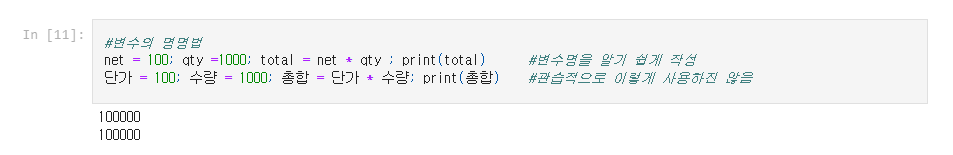 In [11]:
#변수의 명명법
net = 100; qty =1000; total = net * qty ; print(total) #변수명을 알기 쉽게 작성
단가 = 100; 수량 = 1000; 총합 = 단가 * 수량; print(총합) #관습적으로 이렇게 사용하진 않음
100000
100000